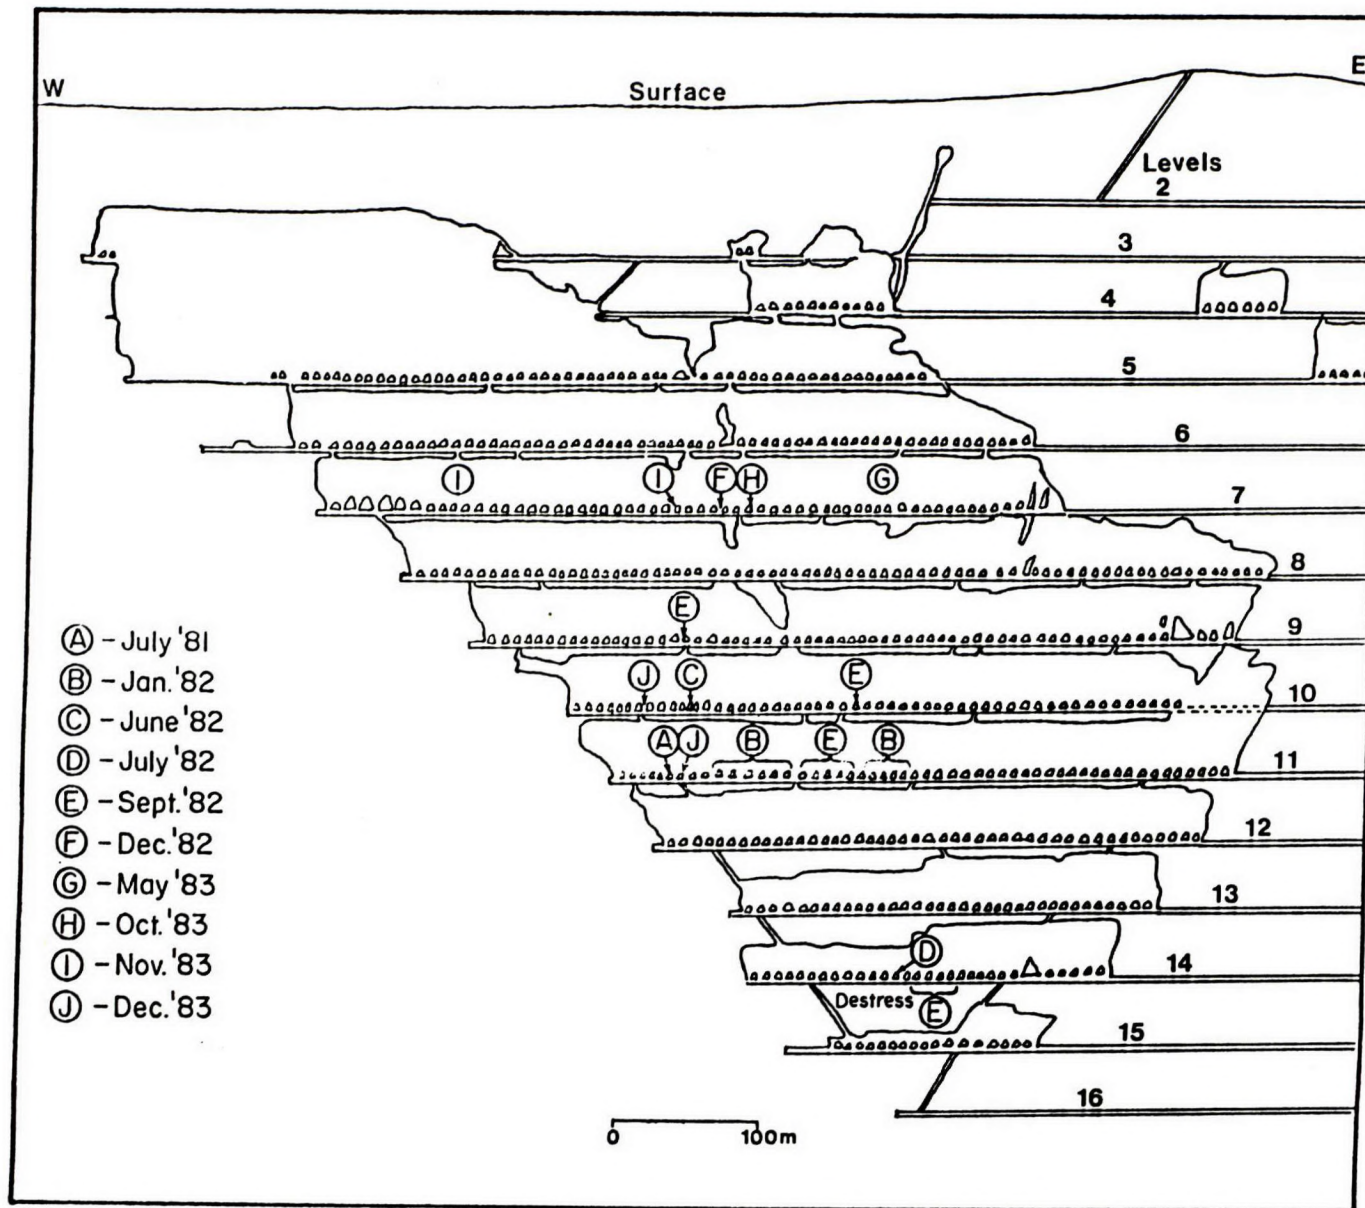 W
E
Surface
Levels
2
3
4
5
6
I I F H G
7
8
E
9
J C E
10
A J B E B
11
12
13
D
14
Destress E
15
16
A - July '81
B - Jan. '82
C - June '82
D - July '82
E - Sept. '82
F - Dec. '82
G - May '83
H - Oct. '83
I - Nov. '83
J - Dec. '83
0 100m